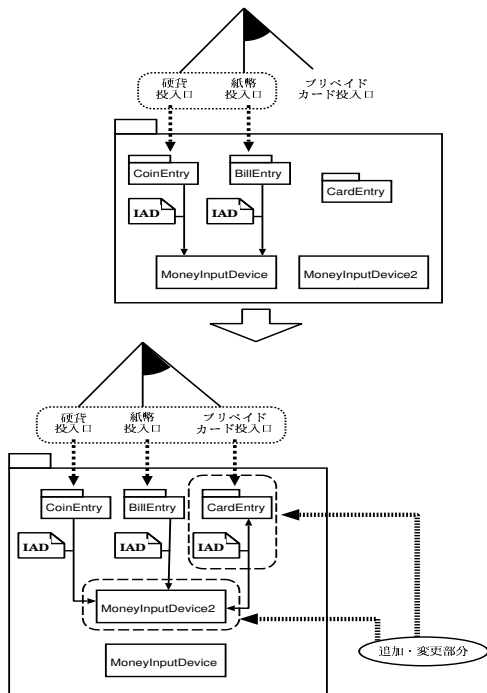 硬貨
投入口
紙幣
投入口
プリペイド
カード投入口
CoinEntry
BillEntry
CardEntry
IAD
IAD
MoneyInputDevice
MoneyInputDevice2
硬貨
投入口
紙幣
投入口
プリペイド
カード投入口
CoinEntry
BillEntry
CardEntry
IAD
IAD
IAD
MoneyInputDevice2
MoneyInputDevice
追加・変更部分